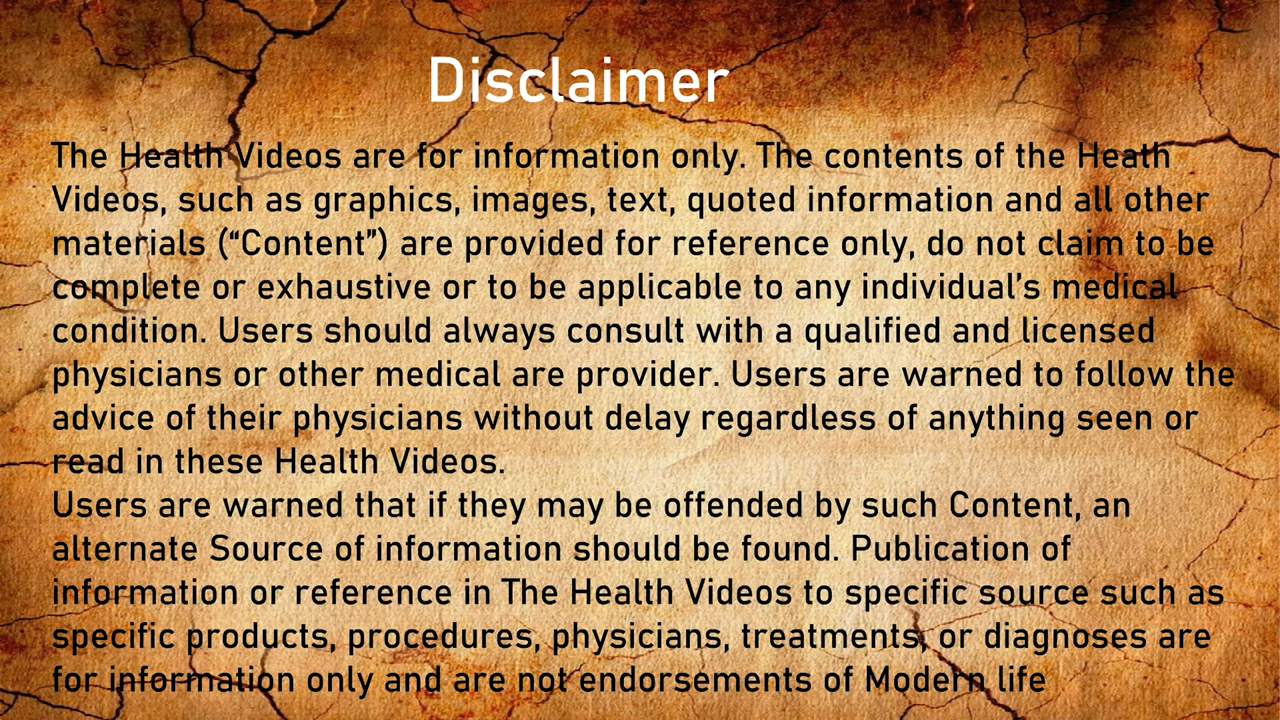 Disclaimer
The Health Videos are for information only. The contents of the Heath
Videos, such as graphics, images, text, quoted information and all other
materials (“Content”) are provided for reference only, do not claim to be
complete or exhaustive or to be applicable to any individual’s medical
condition. Users should always consult with a qualified and licensed
physicians or other medical are provider. Users are warned to follow the
advice of their physicians without delay regardless of anything seen or
read in these Health Videos.
Users are warned that if they may be offended by such Content, an
alternate Source of information should be found. Publication of
information or reference in The Health Videos to specific source such as
specific products, procedures, physicians, treatments, or diagnoses are
for information only and are not endorsements of Modern life